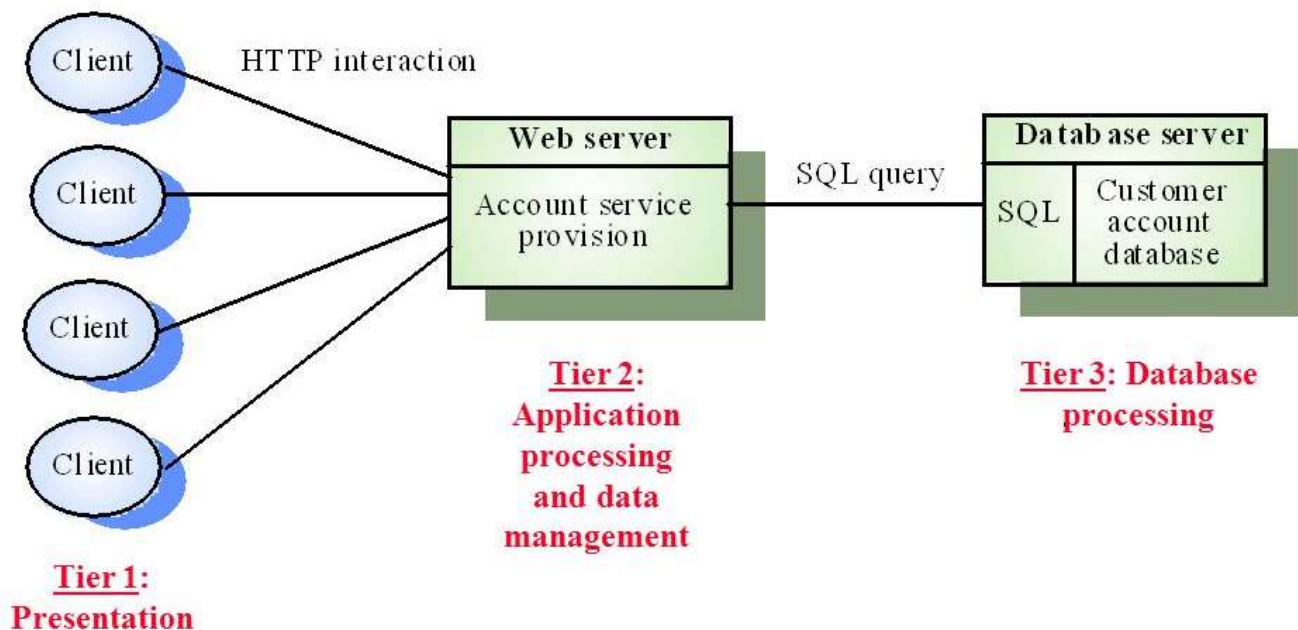 Client
HTTP interaction
Client
Client
Client
Web server
Account service
provision
SQL query
Database server
SQL
Customer
account
database
Tier 1:
Presentation
Tier 2:
Application
processing
and data
management
Tier 3: Database
processing